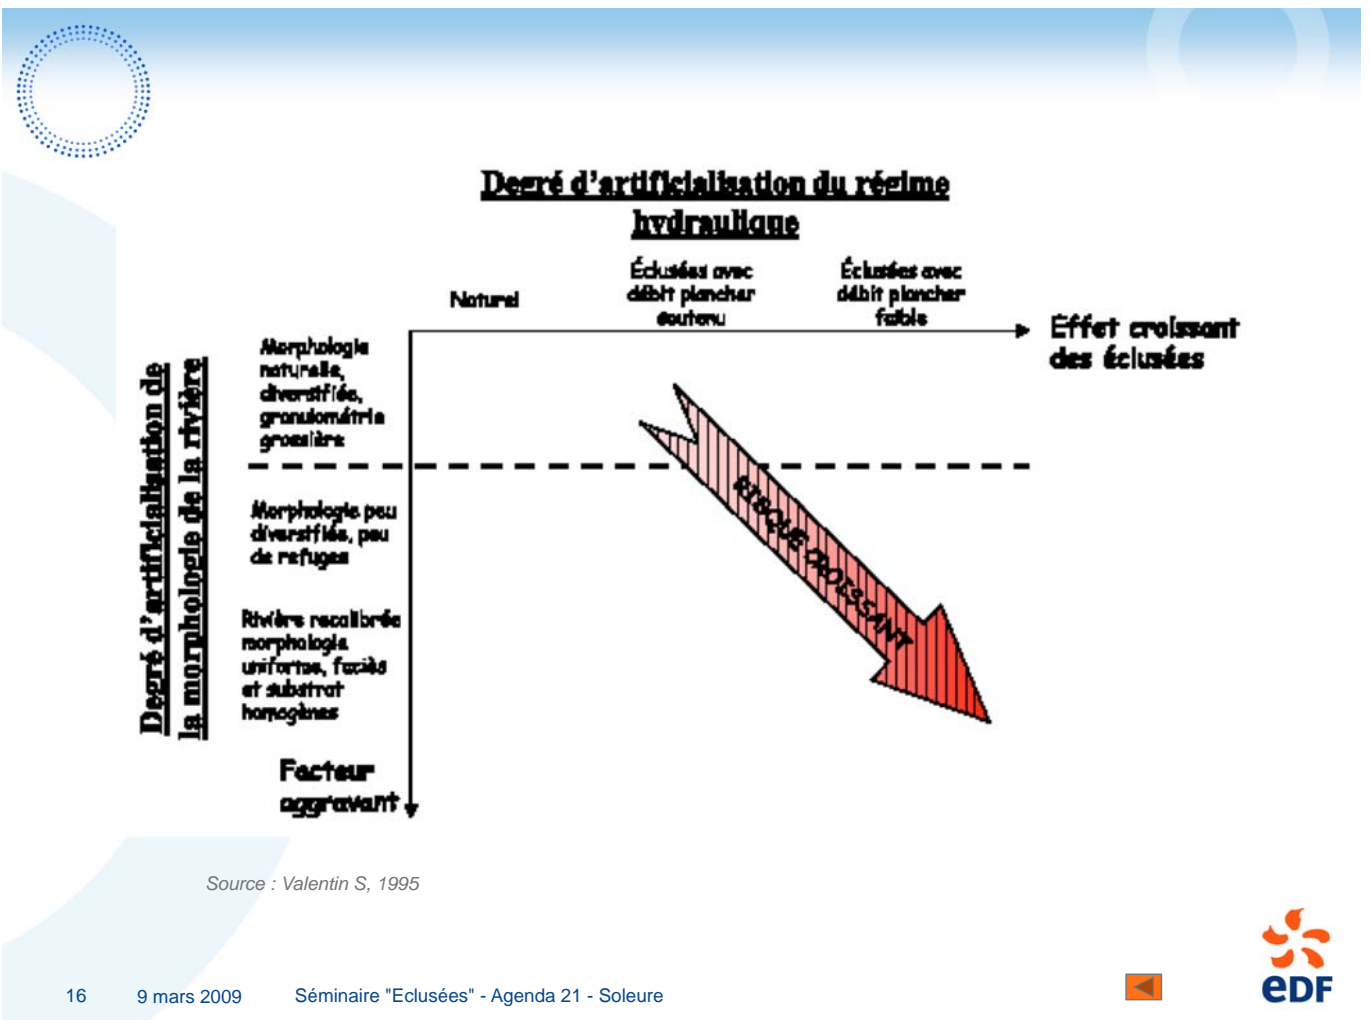 Degré d'artificialisation du régime
hydraulique
Naturel
Éclusées avec
débit plancher
soutenu
Éclusées avec
débit plancher
faible
Effet croissant
des éclusées
Degré d'artificialisation de
la morphologie de la rivière
Morphologie
naturelle,
diversifiée,
granulométrie
grossière
Morphologie peu
diversifiée, peu
de refuges
Rivière recalibrée
morphologie
uniforme, faciès
et substrat
homogènes
Facteur
aggravant
RISQUE CROISSANT
Source : Valentin S, 1995
16
9 mars 2009
Séminaire "Eclusées" - Agenda 21 - Soleure
eDF